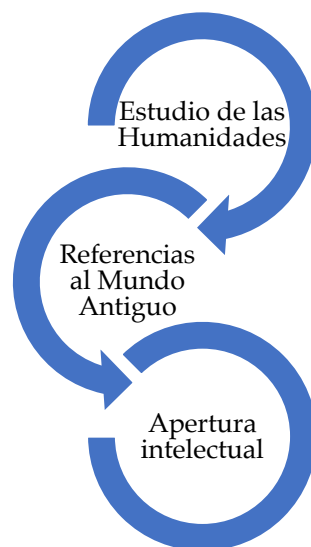 Estudio de las
Humanidades
Referencias
al Mundo
Antiguo
Apertura
intelectual